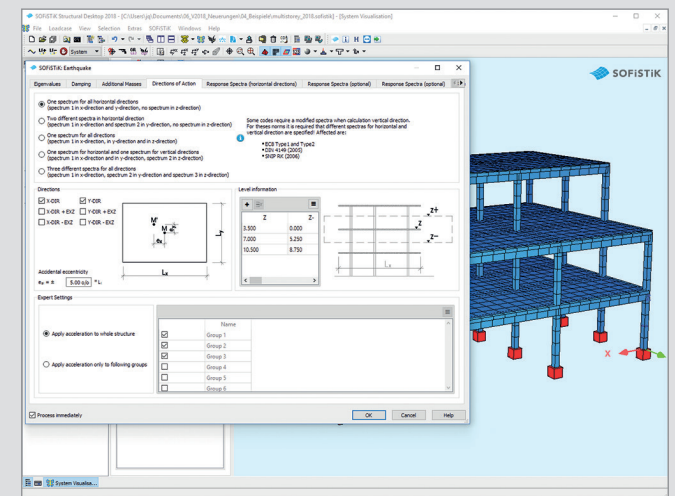 SOFiSTiK Structural Desktop 2018 - [C:\Users\jq\Documents\06_V2018_Neuerungen\04_Beispiele\multistorey_2018.sofistik] - [System Visualisation]
File Loadcase View Selection Extras SOFiSTiK Windows Help
System
SOFiSTiK
SOFiSTiK: Earthquake
Eigenvalues Damping Additional Masses Directions of Action Response Spectra (horizontal directions) Response Spectra (optional) Response Spectra (optional)
One spectrum for all horizontal directions
(spectrum 1 in x-direction and y-direction, no spectrum in z-direction)
Two different spectra in horizontal direction
(spectrum 1 in x-direction and spectrum 2 in y-direction, no spectrum in z-direction)
One spectrum for all directions
(spectrum 1 in x-direction, in y-direction and in z-direction)
One spectrum for horizontal and one spectrum for vertical directions
(spectrum 1 in x-direction and in y-direction, spectrum 2 in z-direction)
Three different spectra for all directions
(spectrum 1 in x-direction, spectrum 2 in y-direction and spectrum 3 in z-direction)
Some codes require a modified spectra when calculation vertical direction.
For theses norms it is required that different spectras for horizontal and
vertical direction are specified! Affected are:
• EC8 Type1 and Type2
• DIN 4149 (2005)
• SNIP RK (2006)
Directions
X-DIR Y-DIR
X-DIR + EXZ Y-DIR + EXZ
X-DIR - EXZ Y-DIR - EXZ
M'
M
ey
ex
Ly
Lx
Accidental eccentricity
5.00 o/o * L
Level information
Z Z-
3.500 0.000
7.000 5.250
10.500 8.750
Z+
Z
Z-
Expert Settings
Apply acceleration to whole structure
Apply acceleration only to following groups
Name
Group 1
Group 2
Group 3
Group 4
Group 5
Group 6
X
Process immediately
OK Cancel Help
System Visualisa...